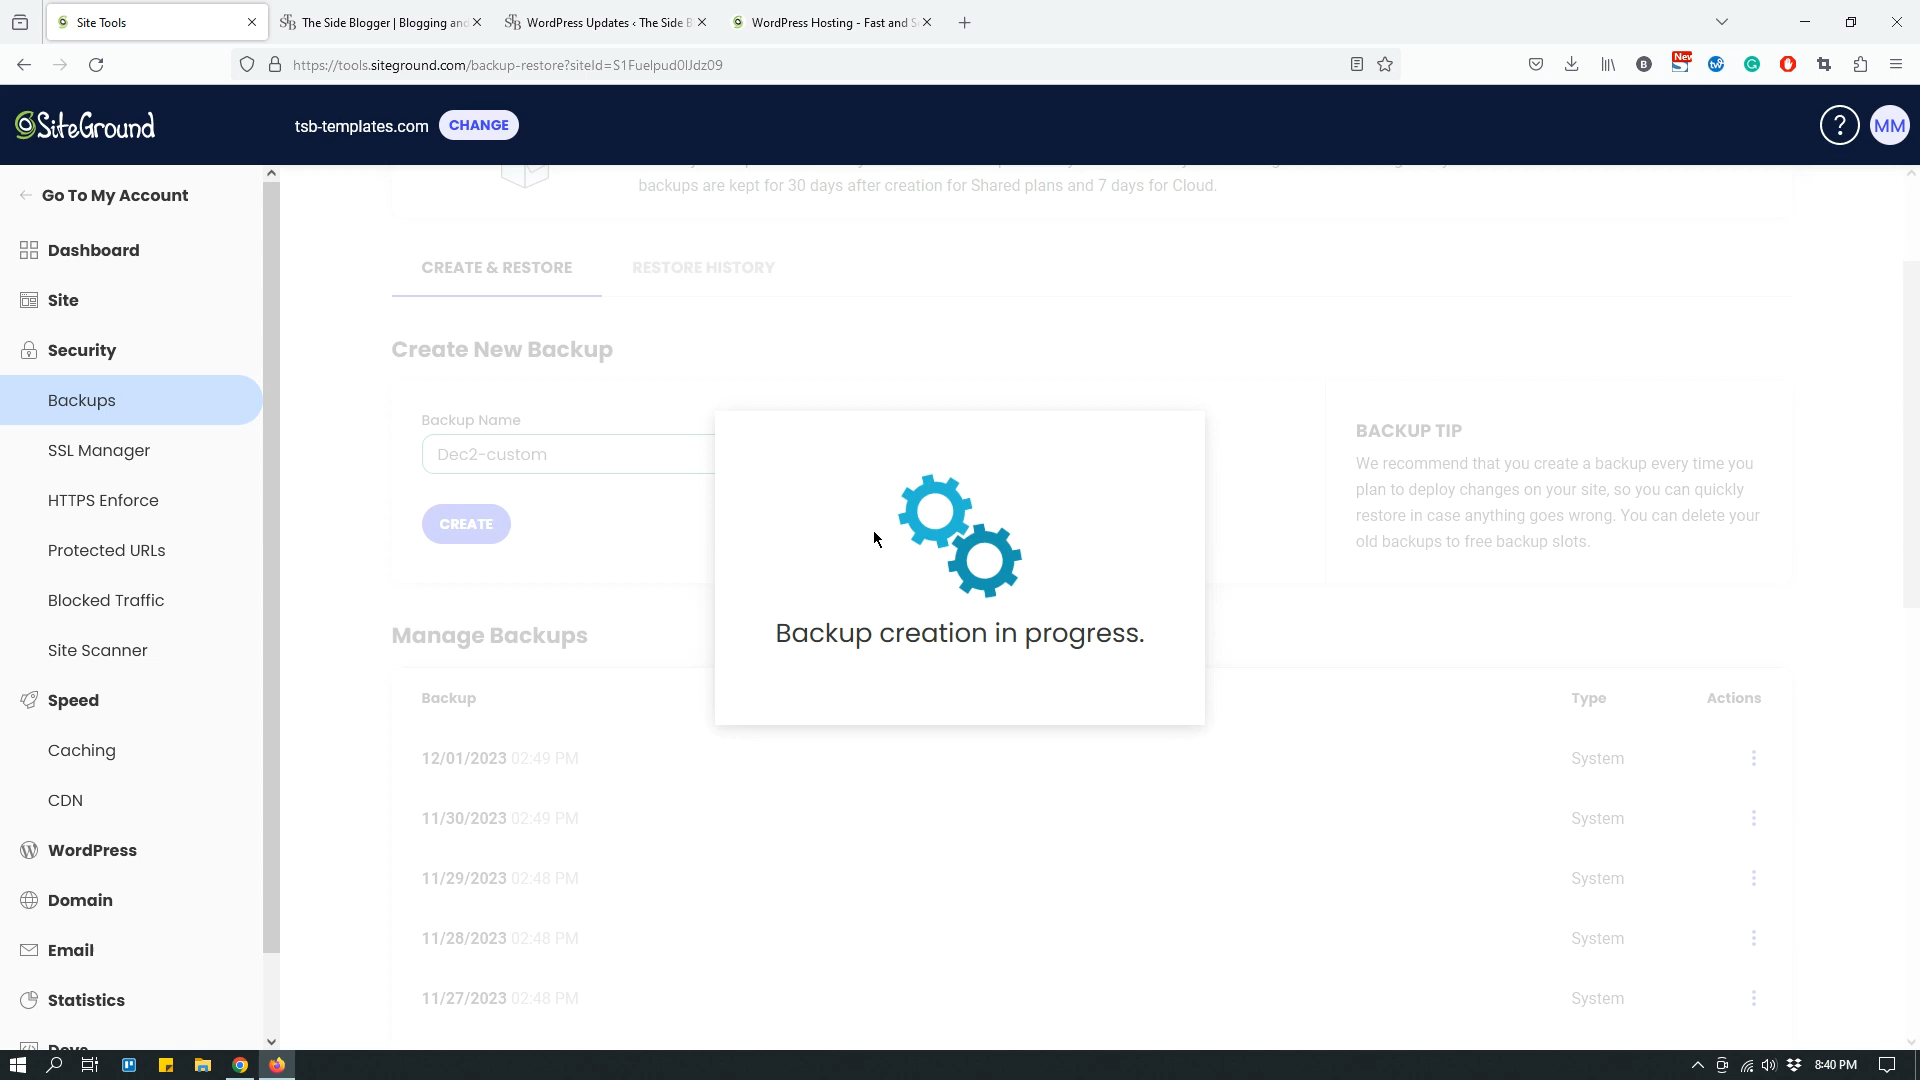 Site Tools
The Side Blogger | Blogging and
WordPress Updates ‹ The Side B
WordPress Hosting - Fast and S
https://tools.siteground.com/backup-restore?siteId=S1Fuelpud0lJdz09
New
SiteGround
tsb-templates.com
CHANGE
?
MM
Go To My Account
Dashboard
Site
Security
Backups
SSL Manager
HTTPS Enforce
Protected URLs
Blocked Traffic
Site Scanner
Speed
Caching
CDN
WordPress
Domain
Email
Statistics
Devs
backups are kept for 30 days after creation for Shared plans and 7 days for Cloud.
CREATE & RESTORE
RESTORE HISTORY
Create New Backup
Backup Name
Dec2-custom
CREATE
BACKUP TIP
We recommend that you create a backup every time you
plan to deploy changes on your site, so you can quickly
restore in case anything goes wrong. You can delete your
old backups to free backup slots.
Backup creation in progress.
Manage Backups
Backup
Type
Actions
12/01/2023 02:49 PM
System
11/30/2023 02:49 PM
System
11/29/2023 02:48 PM
System
11/28/2023 02:48 PM
System
11/27/2023 02:48 PM
System
8:40 PM